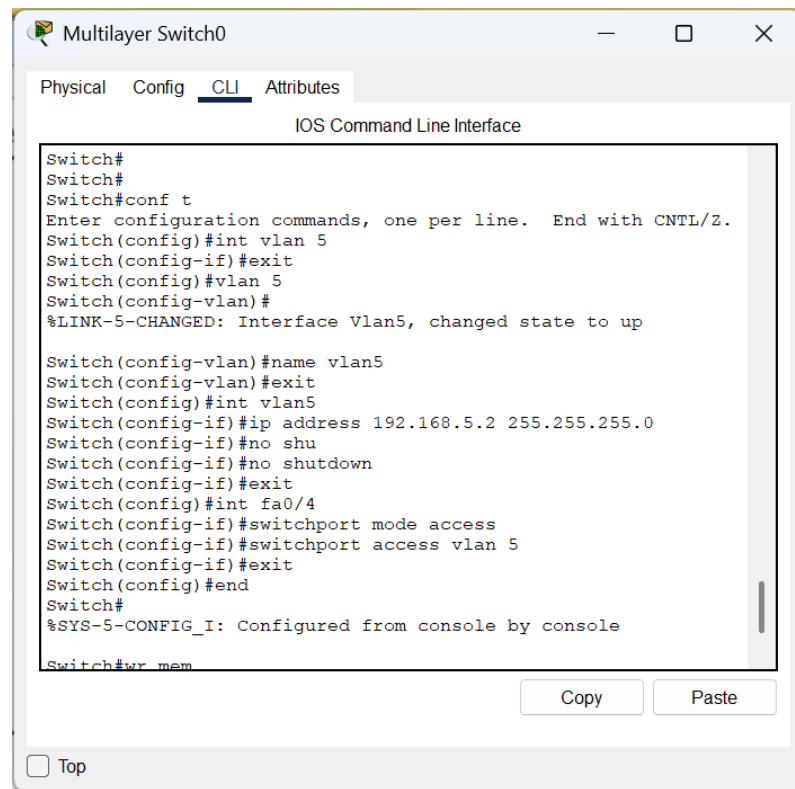 Multilayer Switch0
Physical Config CLI Attributes
IOS Command Line Interface
Switch#
Switch#
Switch#conf t
Enter configuration commands, one per line.  End with CNTL/Z.
Switch(config)#int vlan 5
Switch(config-if)#exit
Switch(config)#vlan 5
Switch(config-vlan)#
%LINK-5-CHANGED: Interface Vlan5, changed state to up
Switch(config-vlan)#name vlan5
Switch(config-vlan)#exit
Switch(config)#int vlan5
Switch(config-if)#ip address 192.168.5.2 255.255.255.0
Switch(config-if)#no shu
Switch(config-if)#no shutdown
Switch(config-if)#exit
Switch(config)#int fa0/4
Switch(config-if)#switchport mode access
Switch(config-if)#switchport access vlan 5
Switch(config-if)#exit
Switch(config)#end
Switch#
%SYS-5-CONFIG_I: Configured from console by console
Switch#wr mem
Copy Paste
Top